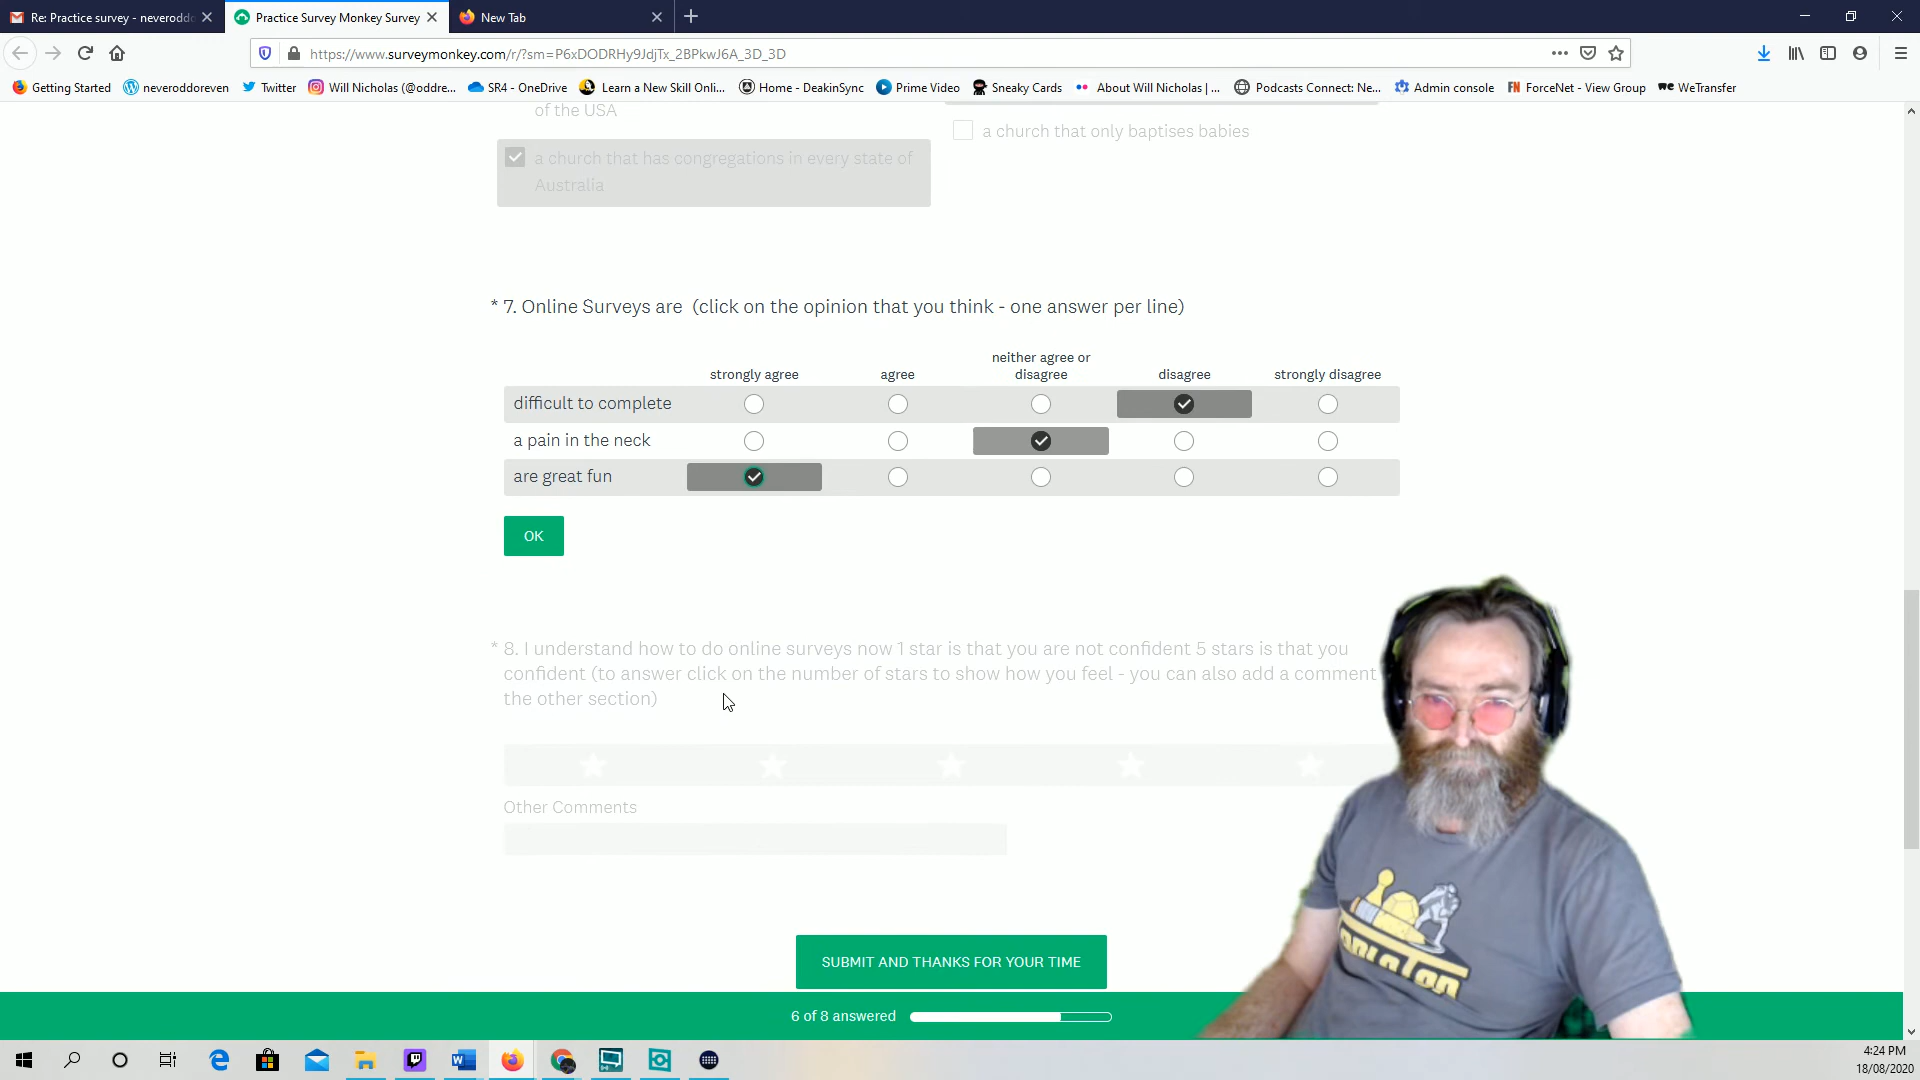 Re: Practice survey - neveroddo
Practice Survey Monkey Survey
New Tab
https://www.surveymonkey.com/r/?sm=P6xDODRHy9JdjTx_2BPkwJ6A_3D_3D
Getting Started
neveroddoreven
Twitter
Will Nicholas (@oddre...
SR4 - OneDrive
Learn a New Skill Onli...
Home - DeakinSync
Prime Video
Sneaky Cards
About Will Nicholas |...
Podcasts Connect: Ne...
Admin console
FN ForceNet - View Group
we WeTransfer
of the USA
a church that only baptises babies
a church that has congregations in every state of
Australia
* 7. Online Surveys are (click on the opinion that you think - one answer per line)
strongly agree
agree
neither agree or
disagree
disagree
strongly disagree
difficult to complete
a pain in the neck
are great fun
OK
* 8. I understand how to do online surveys now 1 star is that you are not confident 5 stars is that you
confident (to answer click on the number of stars to show how you feel - you can also add a comment
the other section)
Other Comments
SUBMIT AND THANKS FOR YOUR TIME
6 of 8 answered
4:24 PM
18/08/2020